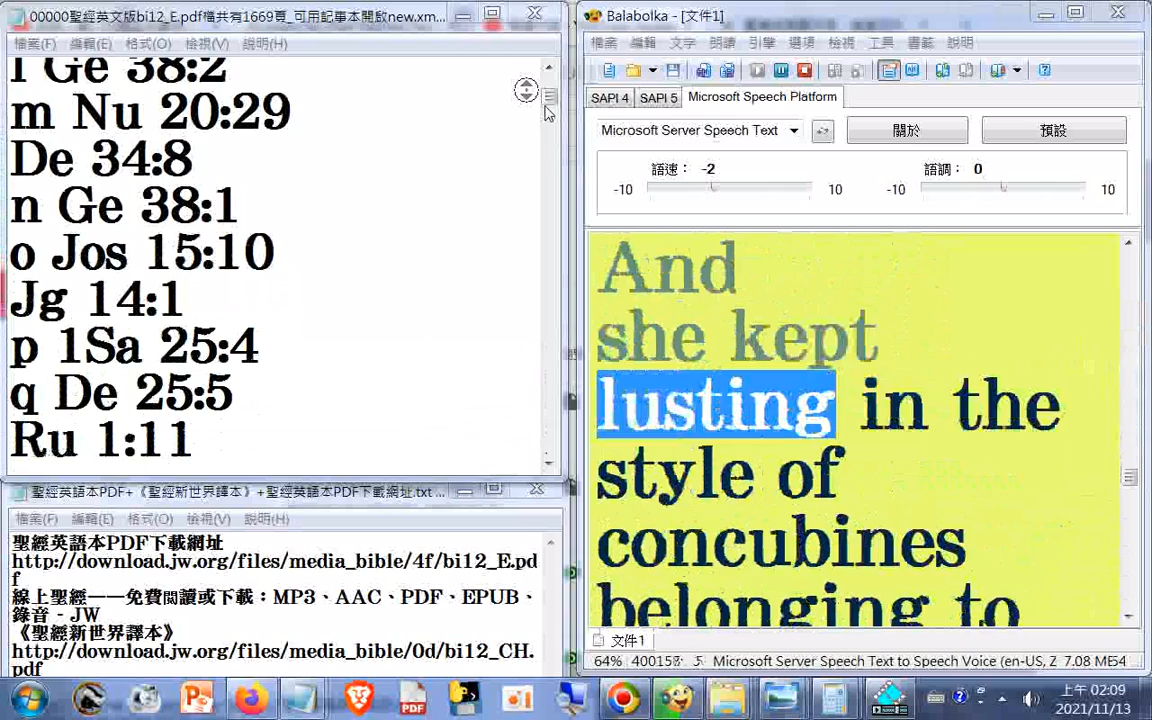 00000聖經英文版bi12_E.pdf檔共有1669頁_可用記事本開啟new.xm...
檔案(F) 編輯(E) 格式(O) 檢視(V) 說明(H)
l Ge 38:2
m Nu 20:29
De 34:8
n Ge 38:1
o Jos 15:10
Jg 14:1
p 1Sa 25:4
q De 25:5
Ru 1:11
聖經英語本PDF+《聖經新世界譯本》+聖經英語本PDF下載網址.txt ...
檔案(F) 編輯(E) 格式(O) 檢視(V) 說明(H)
聖經英語本PDF下載網址
http://download.jw.org/files/media_bible/4f/bi12_E.pd
f
線上聖經——免費閱讀或下載：MP3、AAC、PDF、EPUB、
錄音 - JW
《聖經新世界譯本》
http://download.jw.org/files/media_bible/0d/bi12_CH.
pdf
Balabolka - [文件1]
檔案 編輯 文字 朗讀 引擎 選項 檢視 工具 書籤 說明
SAPI 4 SAPI 5 Microsoft Speech Platform
Microsoft Server Speech Text 關於 預設
語速： -2 語調： 0
-10 10 -10 10
And
she kept
lusting in the
style of
concubines
belonging to
文件1
64% Microsoft Server Speech Text to Speech Voice (en-US, Z 7.08 ME
PDF
上午 02:09
2021/11/13